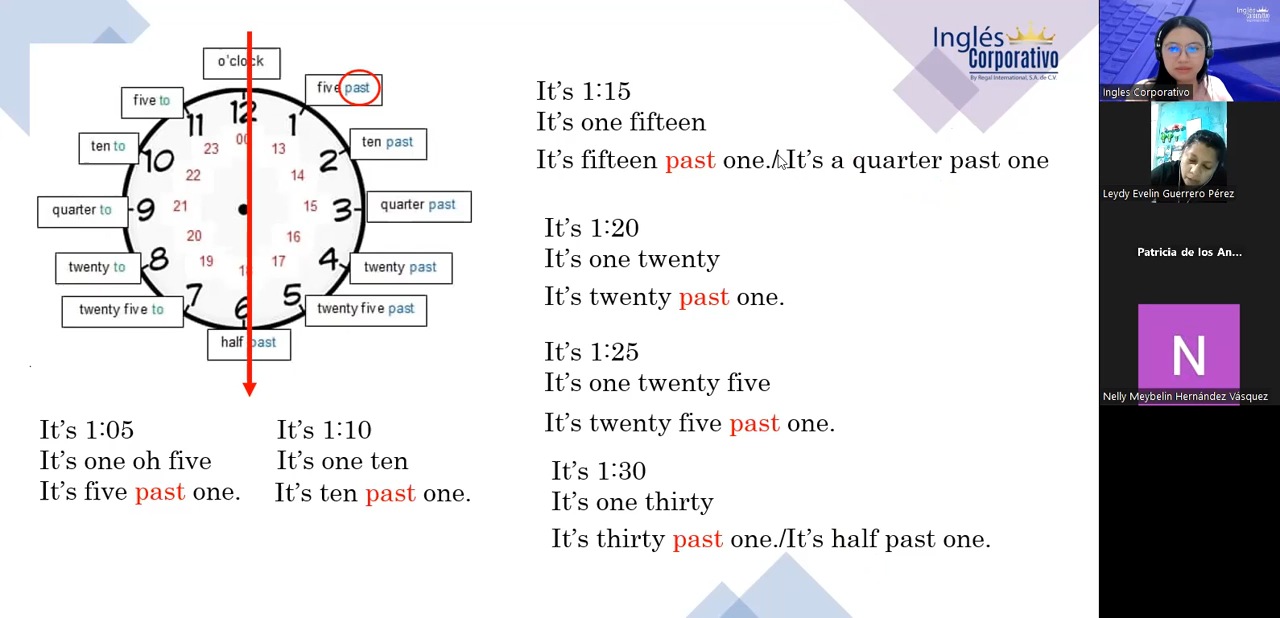 o'clock
five past
ten past
quarter past
twenty past
twenty five past
half past
twenty five to
twenty to
quarter to
ten to
five to
12
1
2
3
4
5
6
7
8
9
10
11
00
13
14
15
16
17
19
20
21
22
23
It's 1:05
It's one oh five
It's five past one.
It's 1:10
It's one ten
It's ten past one.
Inglés
Corporativo
By Regal International, S.A. de C.V.
It's 1:15
It's one fifteen
It's fifteen past one./ It's a quarter past one
It's 1:20
It's one twenty
It's twenty past one.
It's 1:25
It's one twenty five
It's twenty five past one.
It's 1:30
It's one thirty
It's thirty past one./It's half past one.
Ingles Corporativo
Leydy Evelin Guerrero Pérez
Patricia de los An...
N
Nelly Meybelin Hernández Vásquez